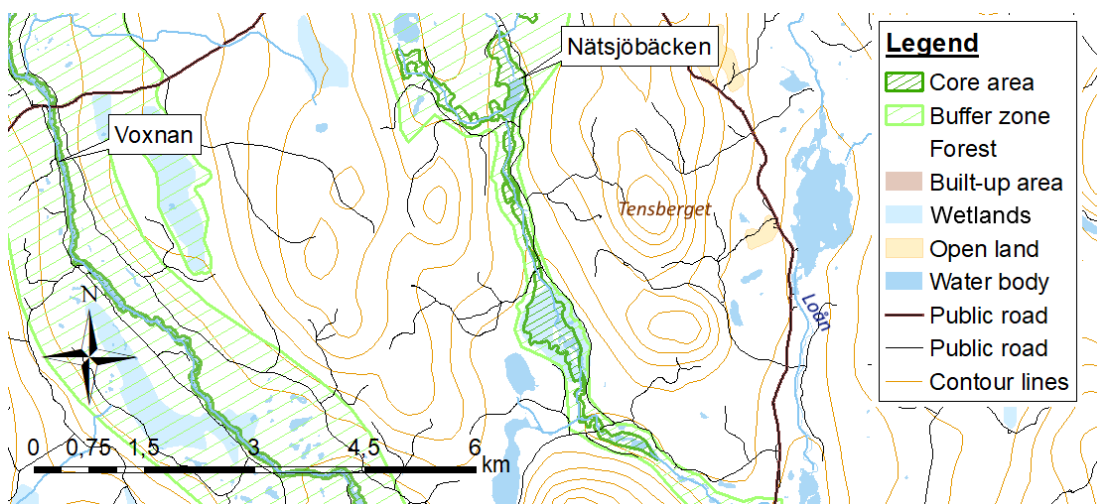 Nätsjöbäcken
Voxnan
Tensberget
Loån
N
0 0,75 1,5 3 4,5 6
km
Legend
Core area
Buffer zone
Forest
Built-up area
Wetlands
Open land
Water body
Public road
Public road
Contour lines